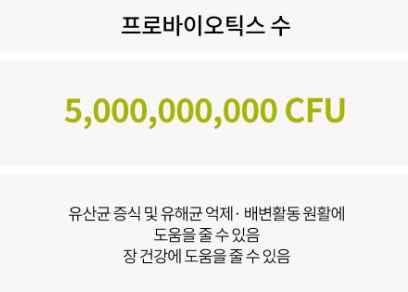 프로바이오틱스 수
5,000,000,000 CFU
유산균 증식 및 유해균 억제· 배변활동 원활에
도움을 줄 수 있음
장 건강에 도움을 줄 수 있음